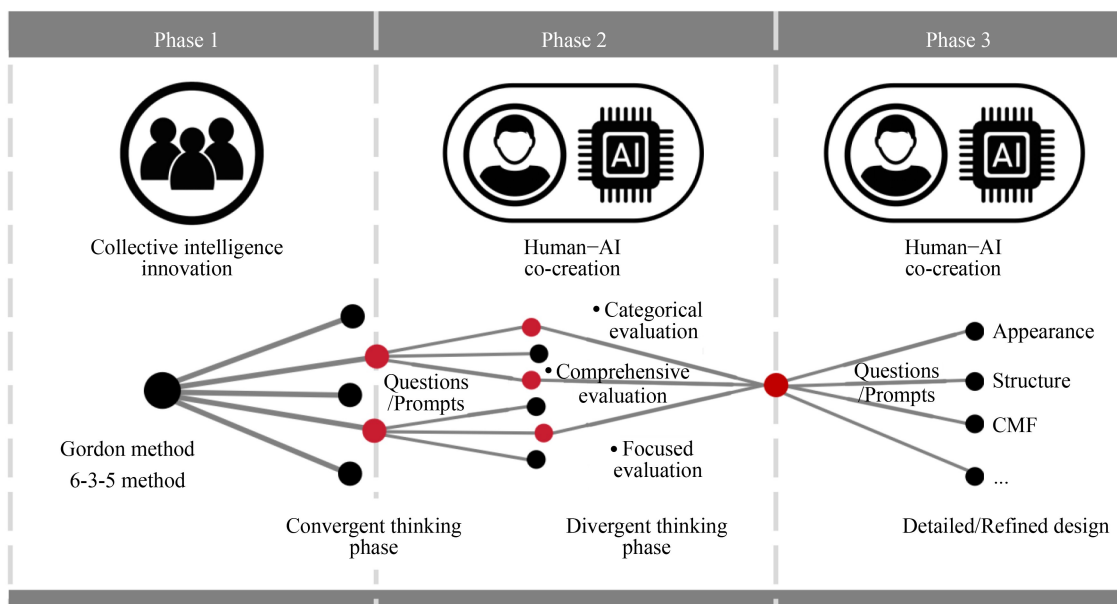 Phase 1
Phase 2
Phase 3
AI
AI
Collective intelligence
innovation
Human−AI
co-creation
Human−AI
co-creation
• Categorical
evaluation
Appearance
Questions
/Prompts
• Comprehensive
evaluation
Questions
/Prompts
Structure
CMF
Gordon method
6-3-5 method
• Focused
evaluation
...
Convergent thinking
phase
Divergent thinking
phase
Detailed/Refined design